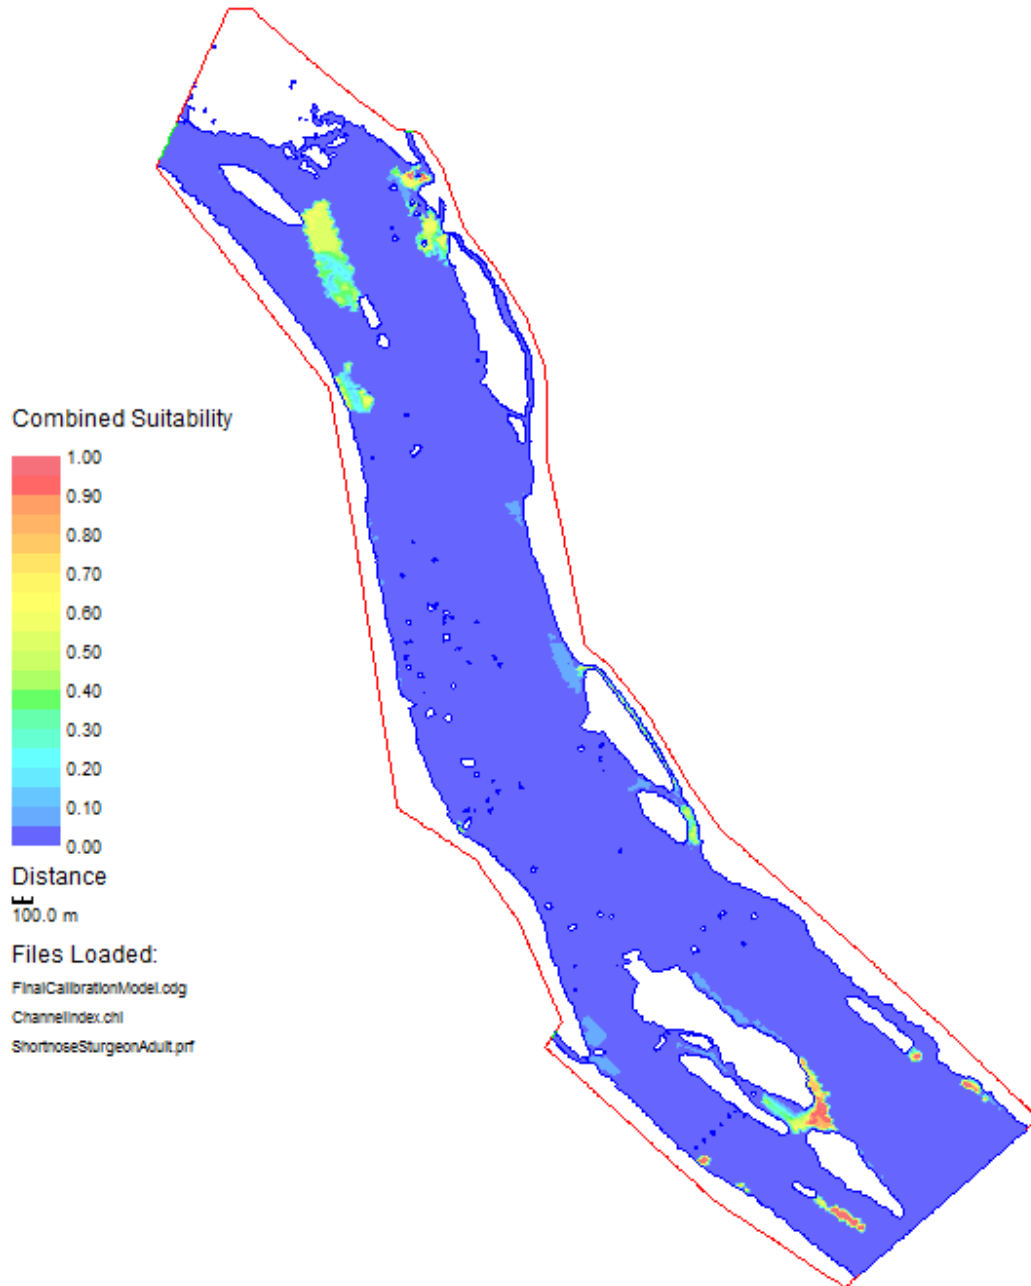 Combined Suitability
1.00
0.90
0.80
0.70
0.60
0.50
0.40
0.30
0.20
0.10
0.00
Distance
100.0 m
Files Loaded:
FinalCalibrationModel.cdg
ChannelIndex.chi
ShortnoseSturgeonAdult.prf